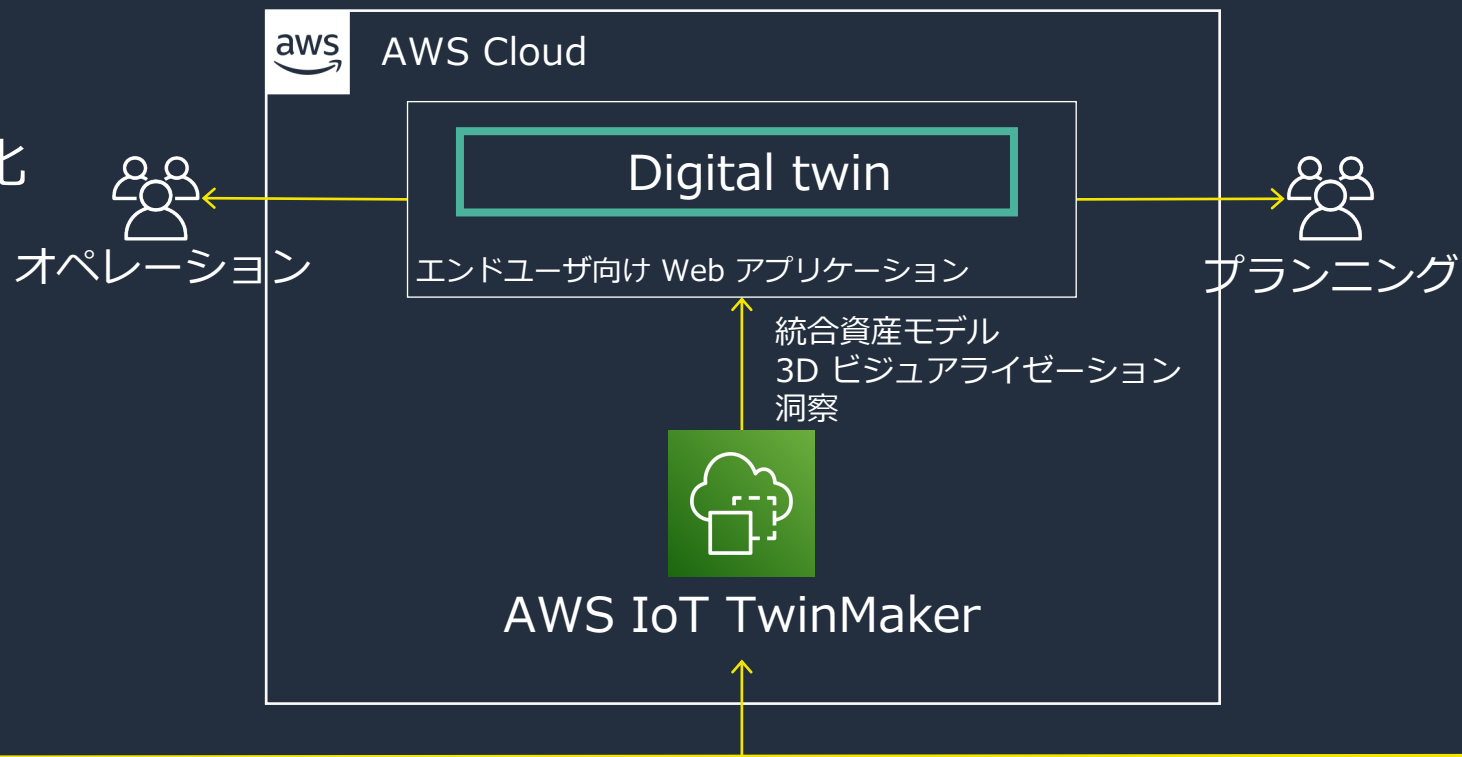 aws
AWS Cloud
Digital twin
化
オペレーション
エンドユーザ向け Web アプリケーション
プランニング
統合資産モデル
3D ビジュアライゼーション
洞察
AWS IoT TwinMaker